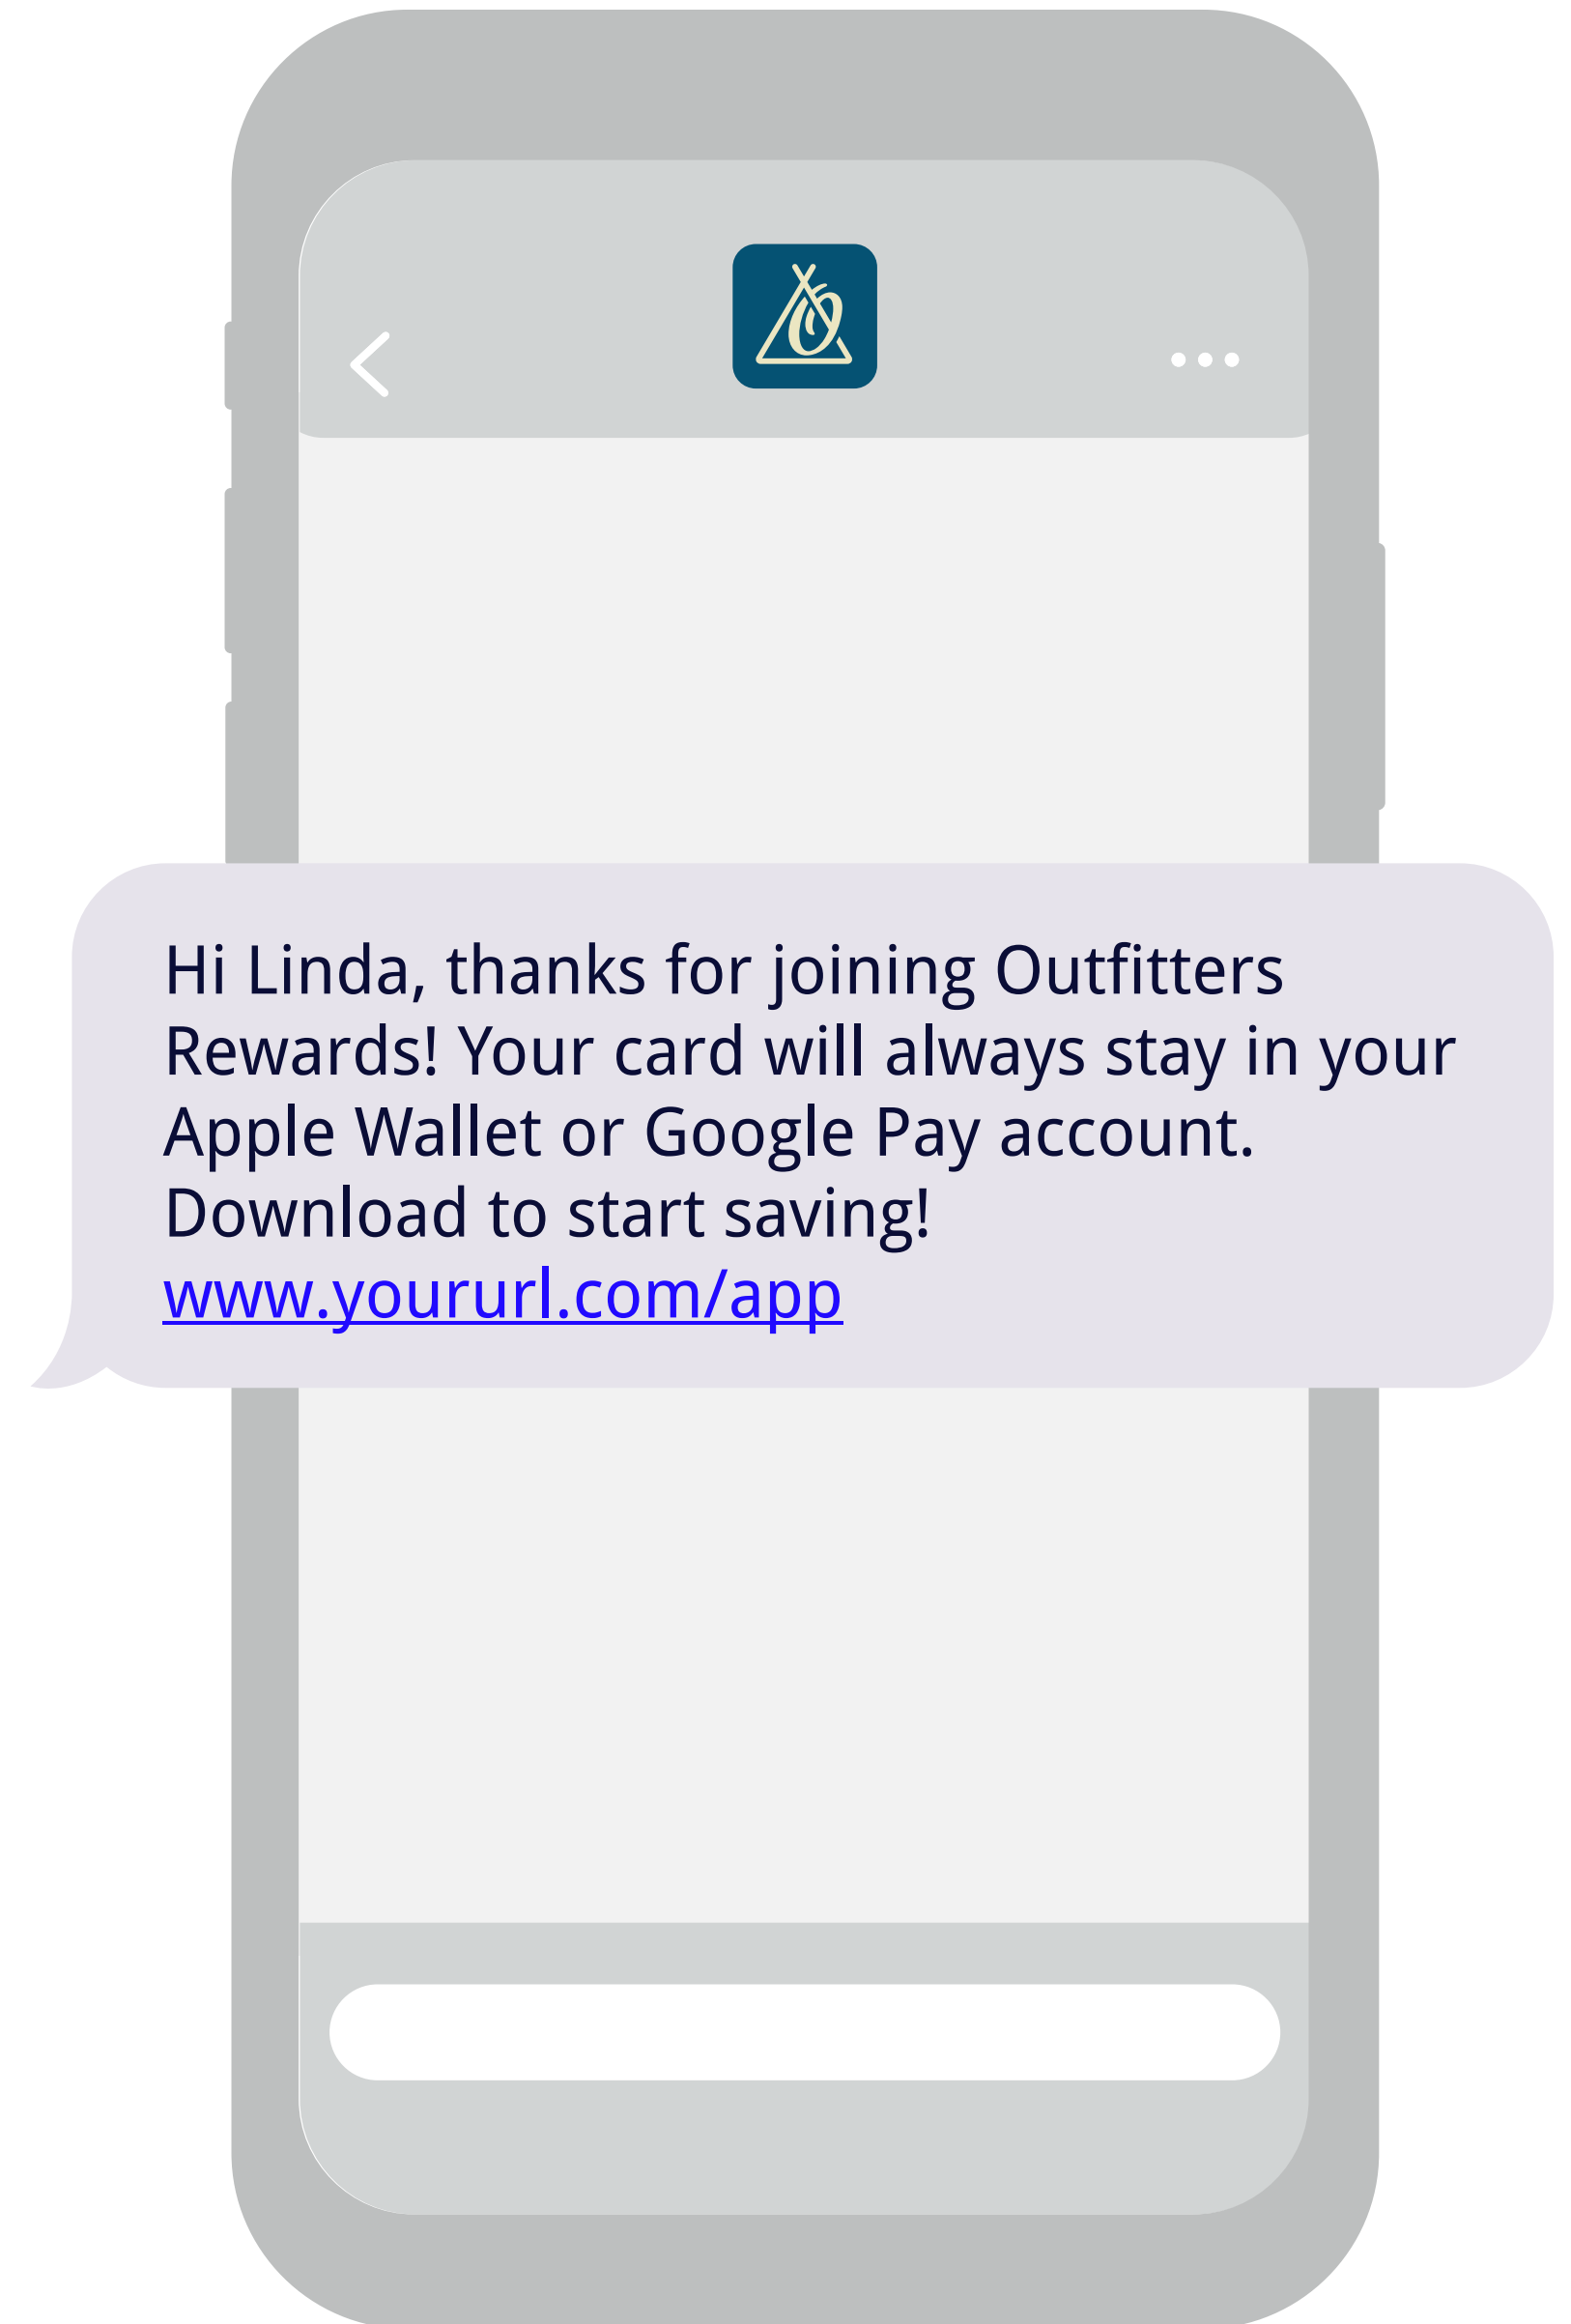 Hi Linda, thanks for joining Outfitters
Rewards! Your card will always stay in your
Apple Wallet or Google Pay account.
Download to start saving!
www.yoururl.com/app